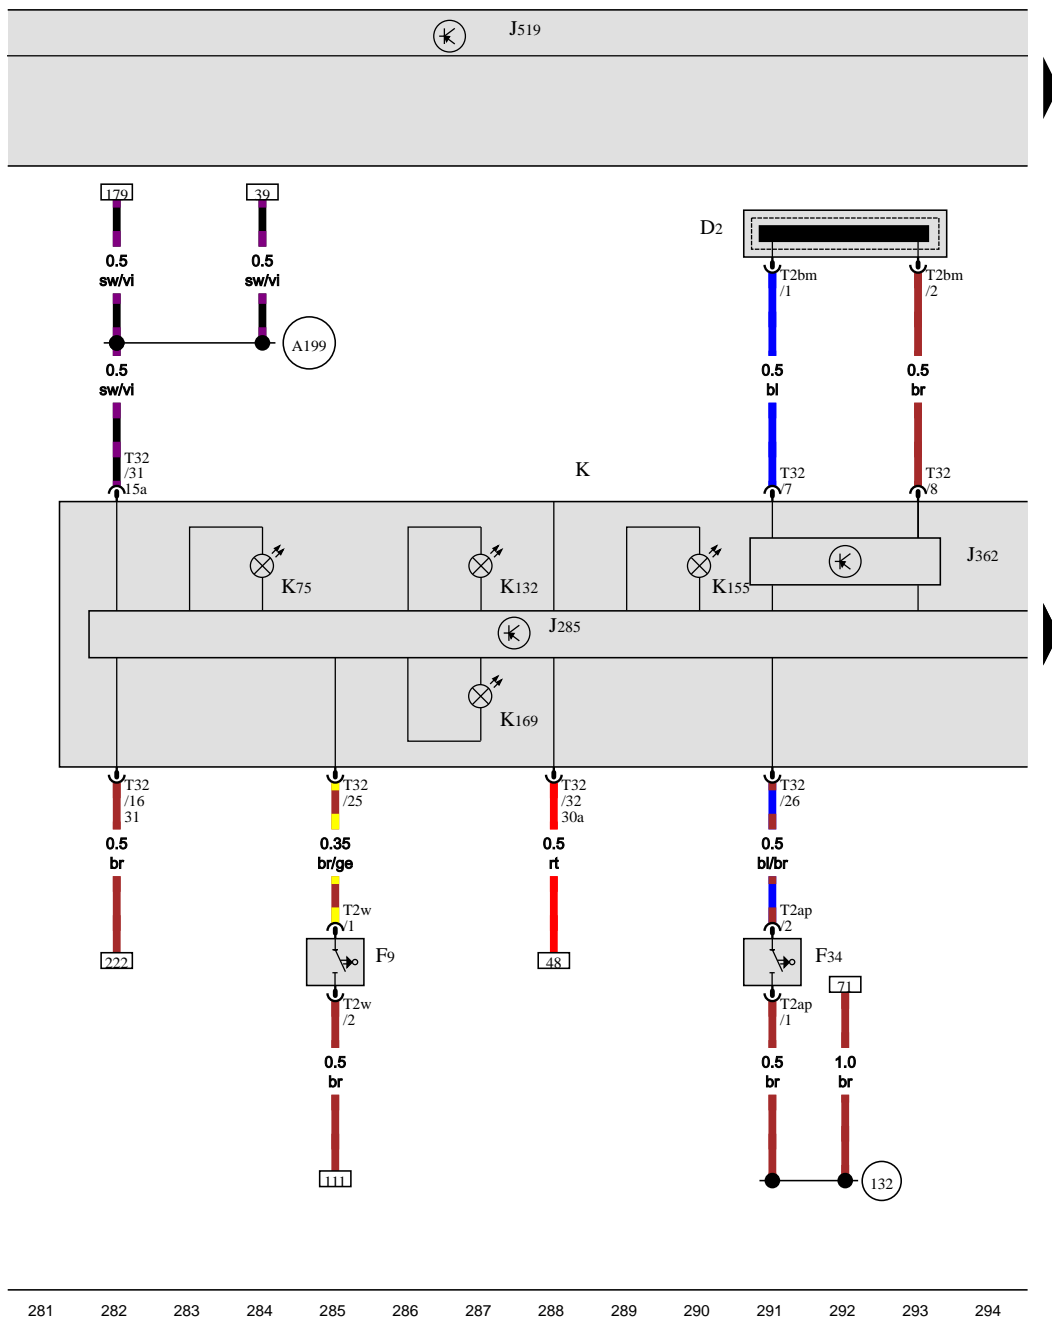 J519
179
39
D2
0.5
sw/vi
0.5
sw/vi
T2bm
/1
T2bm
/2
A199
0.5
sw/vi
0.5
bl
0.5
br
T32
/31
15a
K
T32
/7
T32
/8
K75
K132
K155
J362
J285
K169
T32
/16
31
T32
/25
T32
/32
30a
T32
/26
0.5
br
0.35
br/ge
0.5
rt
0.5
bl/br
T2w
/1
T2ap
/2
222
F9
48
F34
71
T2w
/2
T2ap
/1
0.5
br
0.5
br
1.0
br
111
132
281 282 283 284 285 286 287 288 289 290 291 292 293 294